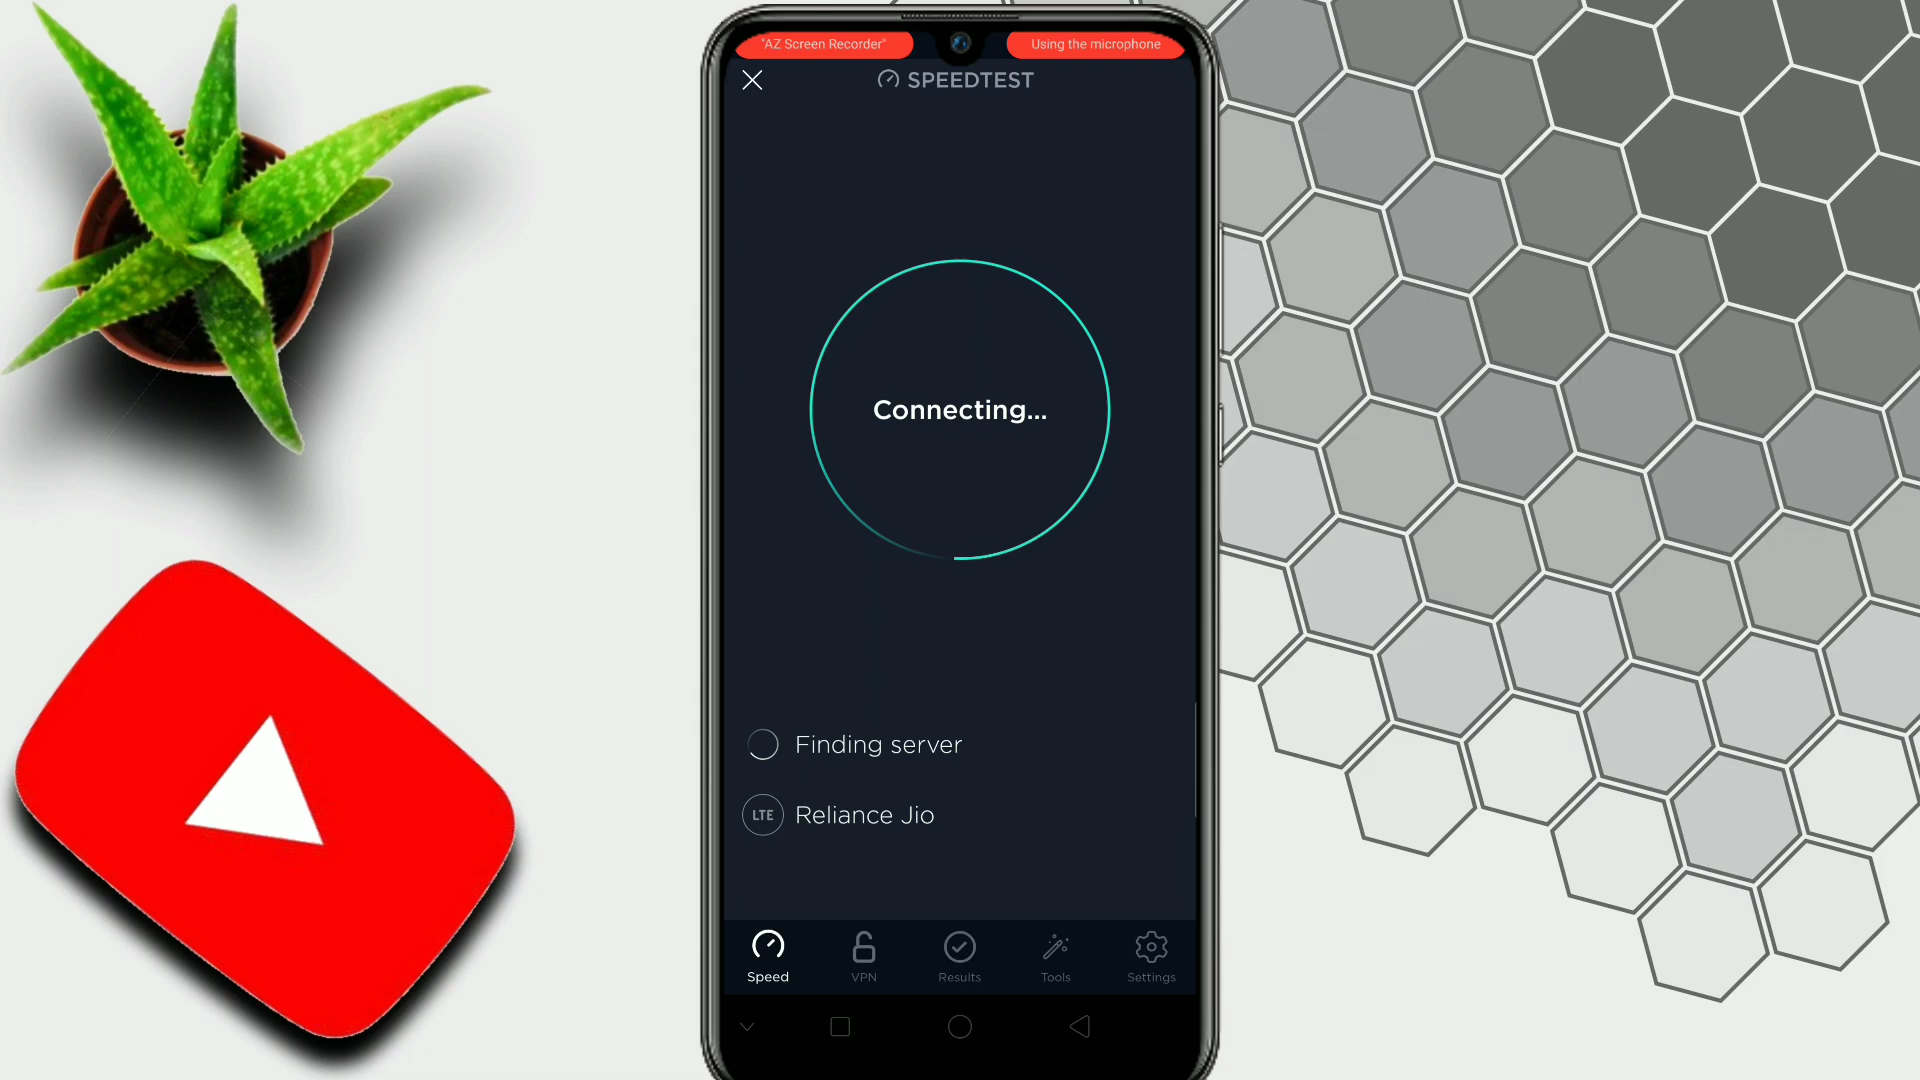 "AZ Screen Recorder"
Using the microphone
SPEEDTEST
Connecting...
Finding server
LTE
Reliance Jio
Speed
VPN
Results
Tools
Settings